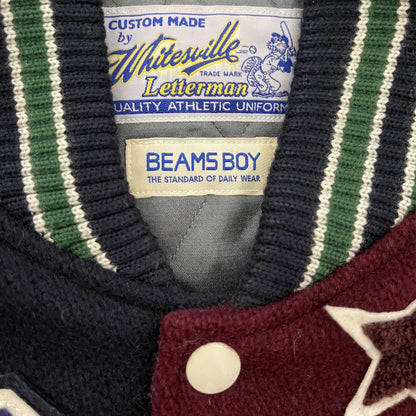 CUSTOM MADE
by
Whitesville
TRADE MARK
Letterman
QUALITY ATHLETIC UNIFORM
BEAMS BOY
THE STANDARD OF DAILY WEAR